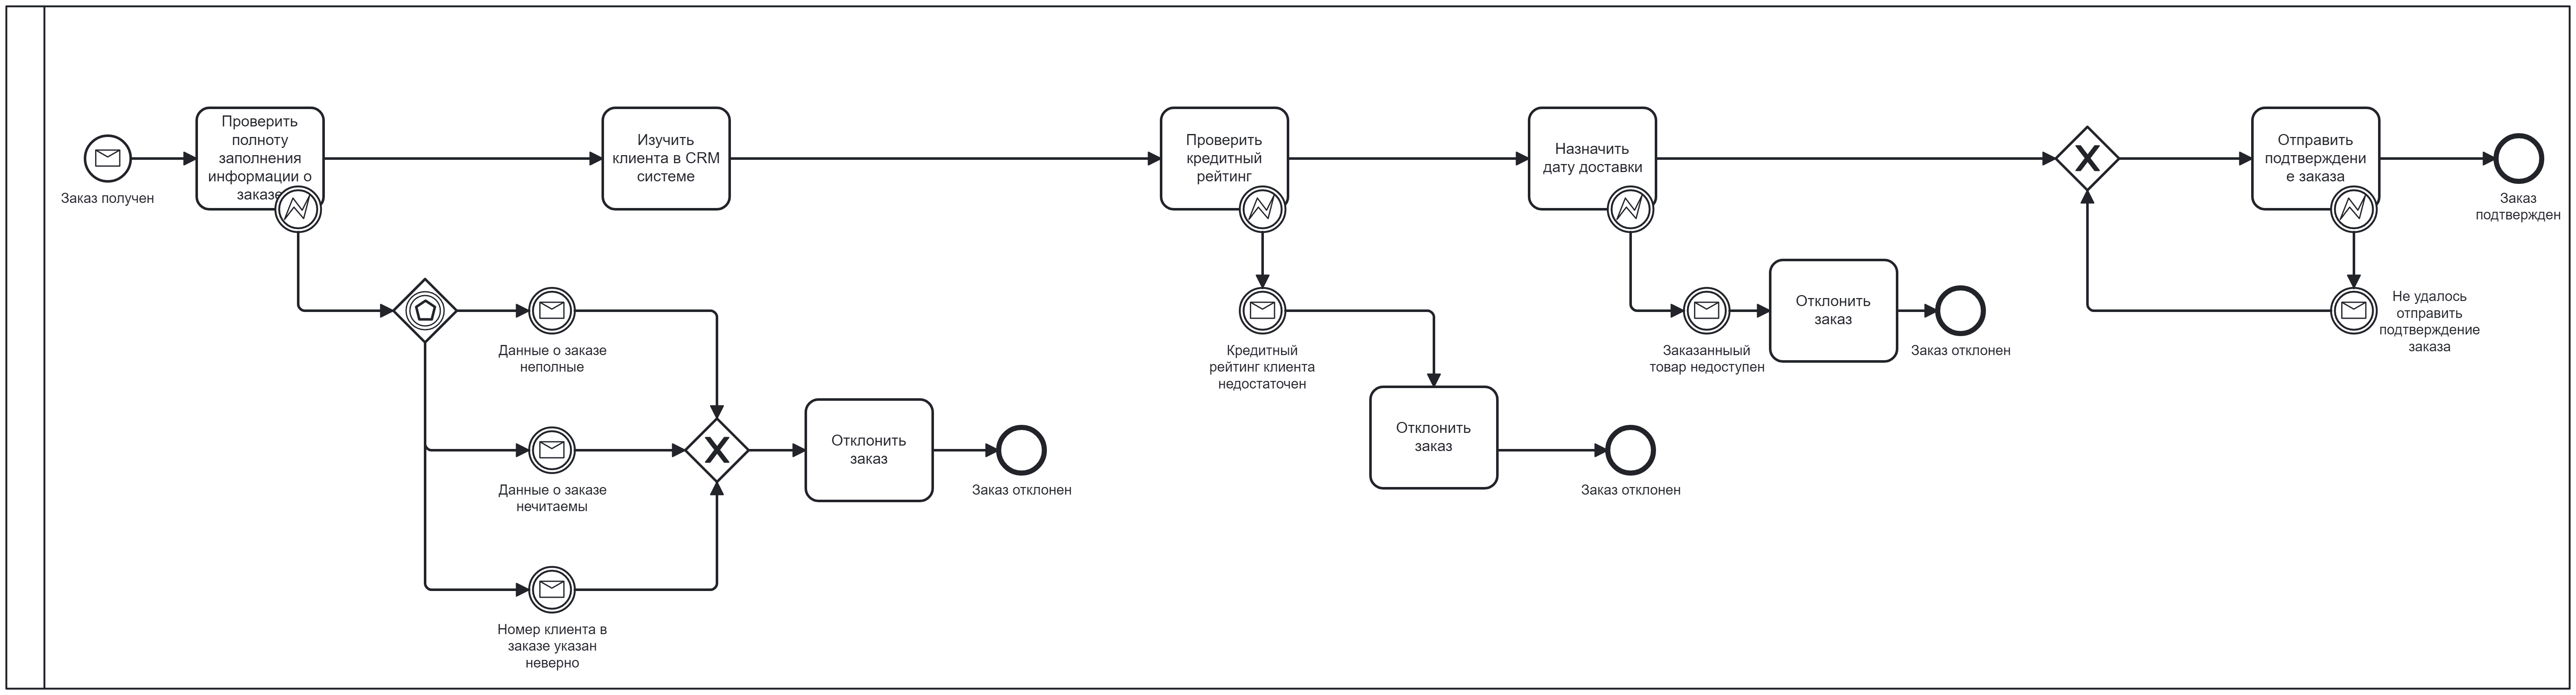 Заказ получен
Проверить
полноту
заполнения
информации о
заказе
Изучить
клиента в CRM
системе
Проверить
кредитный
рейтинг
Назначить
дату доставки
Отправить
подтверждени
е заказа
Заказ
подтвержден
Данные о заказе
неполные
Данные о заказе
нечитаемы
Номер клиента в
заказе указан
неверно
Отклонить
заказ
Заказ отклонен
Кредитный
рейтинг клиента
недостаточен
Отклонить
заказ
Заказ отклонен
Заказанныый
товар недоступен
Отклонить
заказ
Заказ отклонен
Не удалось
отправить
подтверждение
заказа